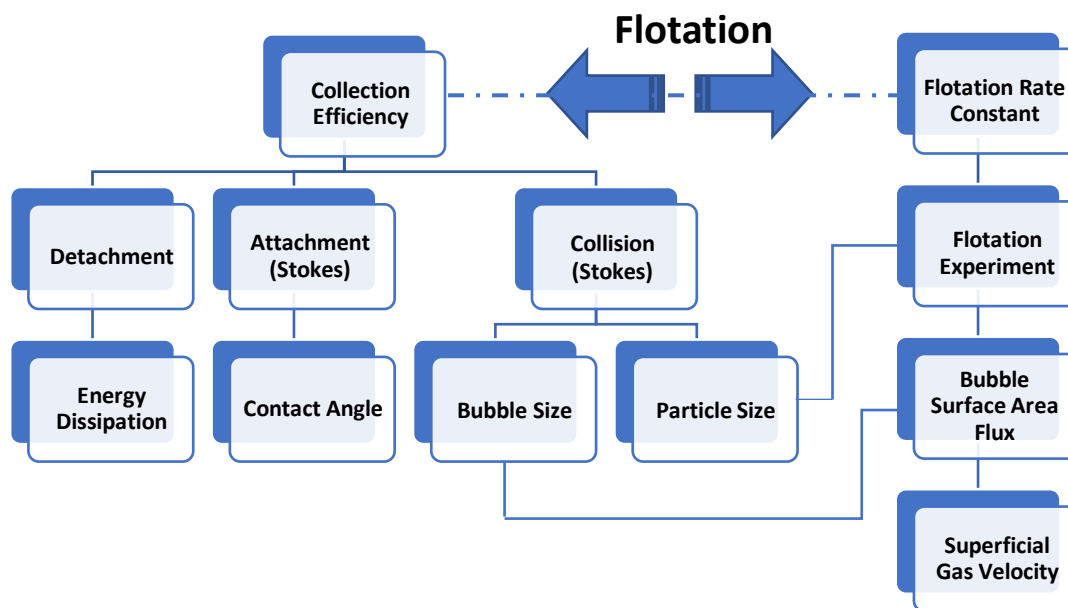 Flotation
Collection
Efficiency
Flotation Rate
Constant
Detachment
Attachment
(Stokes)
Collision
(Stokes)
Flotation
Experiment
Energy
Dissipation
Contact Angle
Bubble Size
Particle Size
Bubble
Surface Area
Flux
Superficial
Gas Velocity